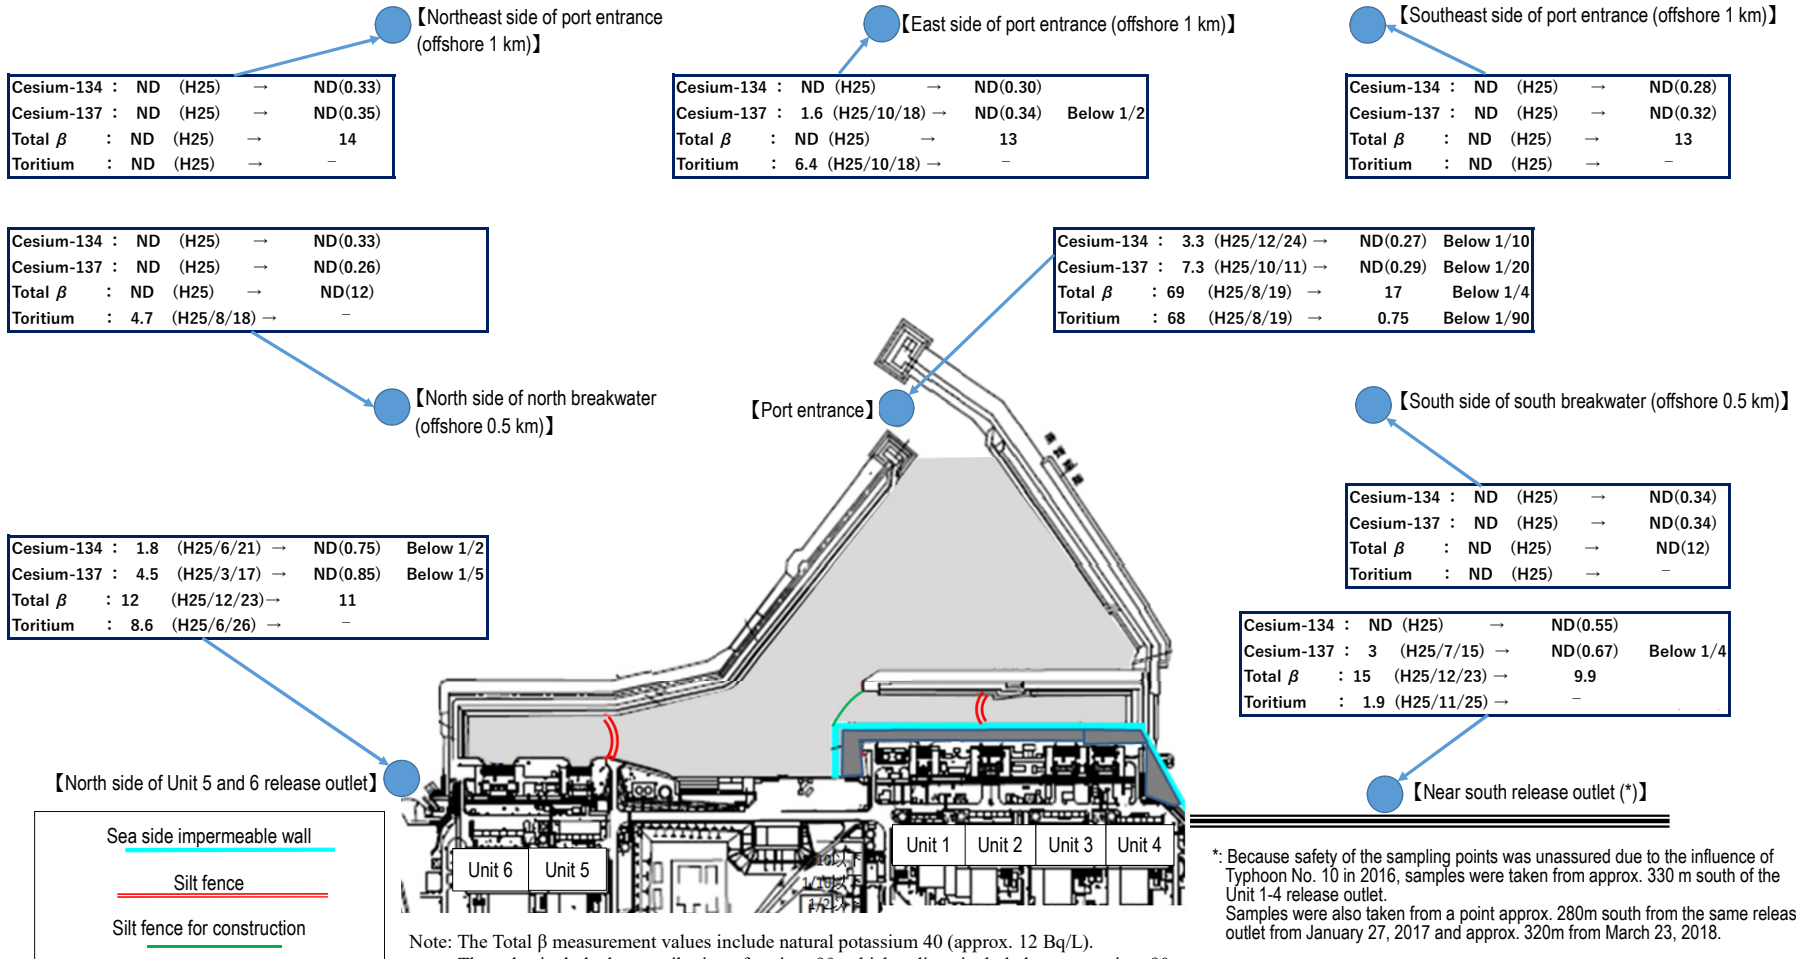 【Northeast side of port entrance
(offshore 1 km)】
【East side of port entrance (offshore 1 km)】
【Southeast side of port entrance (offshore 1 km)】
Cesium-134 : ND (H25) → ND(0.33)
Cesium-137 : ND (H25) → ND(0.35)
Total β : ND (H25) → 14
Toritium : ND (H25) → −
Cesium-134 : ND (H25) → ND(0.30)
Cesium-137 : 1.6 (H25/10/18) → ND(0.34) Below 1/2
Total β : ND (H25) → 13
Toritium : 6.4 (H25/10/18) → −
Cesium-134 : ND (H25) → ND(0.28)
Cesium-137 : ND (H25) → ND(0.32)
Total β : ND (H25) → 13
Toritium : ND (H25) → −
Cesium-134 : ND (H25) → ND(0.33)
Cesium-137 : ND (H25) → ND(0.26)
Total β : ND (H25) → ND(12)
Toritium : 4.7 (H25/8/18) → −
Cesium-134 : 3.3 (H25/12/24) → ND(0.27) Below 1/10
Cesium-137 : 7.3 (H25/10/11) → ND(0.29) Below 1/20
Total β : 69 (H25/8/19) → 17 Below 1/4
Toritium : 68 (H25/8/19) → 0.75 Below 1/90
【North side of north breakwater
(offshore 0.5 km)】
【Port entrance】
【South side of south breakwater (offshore 0.5 km)】
Cesium-134 : ND (H25) → ND(0.34)
Cesium-137 : ND (H25) → ND(0.34)
Total β : ND (H25) → ND(12)
Toritium : ND (H25) → −
Cesium-134 : 1.8 (H25/6/21) → ND(0.75) Below 1/2
Cesium-137 : 4.5 (H25/3/17) → ND(0.85) Below 1/5
Total β : 12 (H25/12/23) → 11
Toritium : 8.6 (H25/6/26) → −
Cesium-134 : ND (H25) → ND(0.55)
Cesium-137 : 3 (H25/7/15) → ND(0.67) Below 1/4
Total β : 15 (H25/12/23) → 9.9
Toritium : 1.9 (H25/11/25) → −
【North side of Unit 5 and 6 release outlet】
【Near south release outlet (*)】
Sea side impermeable wall
Silt fence
Silt fence for construction
Unit 6 Unit 5
Unit 1 Unit 2 Unit 3 Unit 4
1/10以下
1/2以下
*: Because safety of the sampling points was unassured due to the influence of
Typhoon No. 10 in 2016, samples were taken from approx. 330 m south of the
Unit 1-4 release outlet.
Samples were also taken from a point approx. 280m south from the same releas
outlet from January 27, 2017 and approx. 320m from March 23, 2018.
Note: The Total β measurement values include natural potassium 40 (approx. 12 Bq/L).